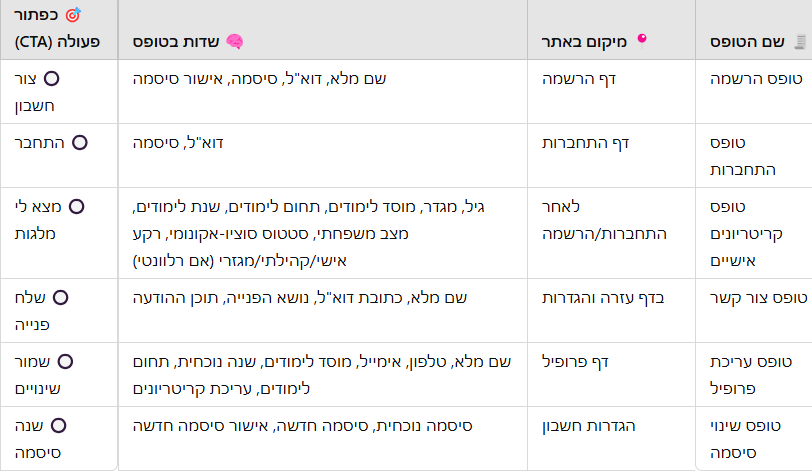 שם הטופס
מיקום באתר
שדות בטופס
כפתור
פעולה (CTA)
טופס הרשמה
דף הרשמה
שם מלא, דוא"ל, סיסמה, אישור סיסמה
צור
חשבון
טופס
התחברות
דף התחברות
דוא"ל, סיסמה
התחבר
טופס
קריטריונים
אישיים
לאחר
התחברות/הרשמה
גיל, מגדר, מוסד לימודים, תחום לימודים, שנת לימודים,
מצב משפחתי, סטטוס סוציו-אקונומי, רקע
אישי/קהילתי/מגזרי (אם רלוונטי)
מצא לי
מלגות
טופס צור קשר
בדף עזרה והגדרות
שם מלא, כתובת דוא"ל, נושא הפנייה, תוכן ההודעה
שלח
פנייה
טופס עריכת
פרופיל
דף פרופיל
שם מלא, טלפון, אימייל, מוסד לימודים, שנה נוכחית, תחום
לימודים, עריכת קריטריונים
שמור
שינויים
טופס שינוי
סיסמה
הגדרות חשבון
סיסמה נוכחית, סיסמה חדשה, אישור סיסמה חדשה
שנה
סיסמה